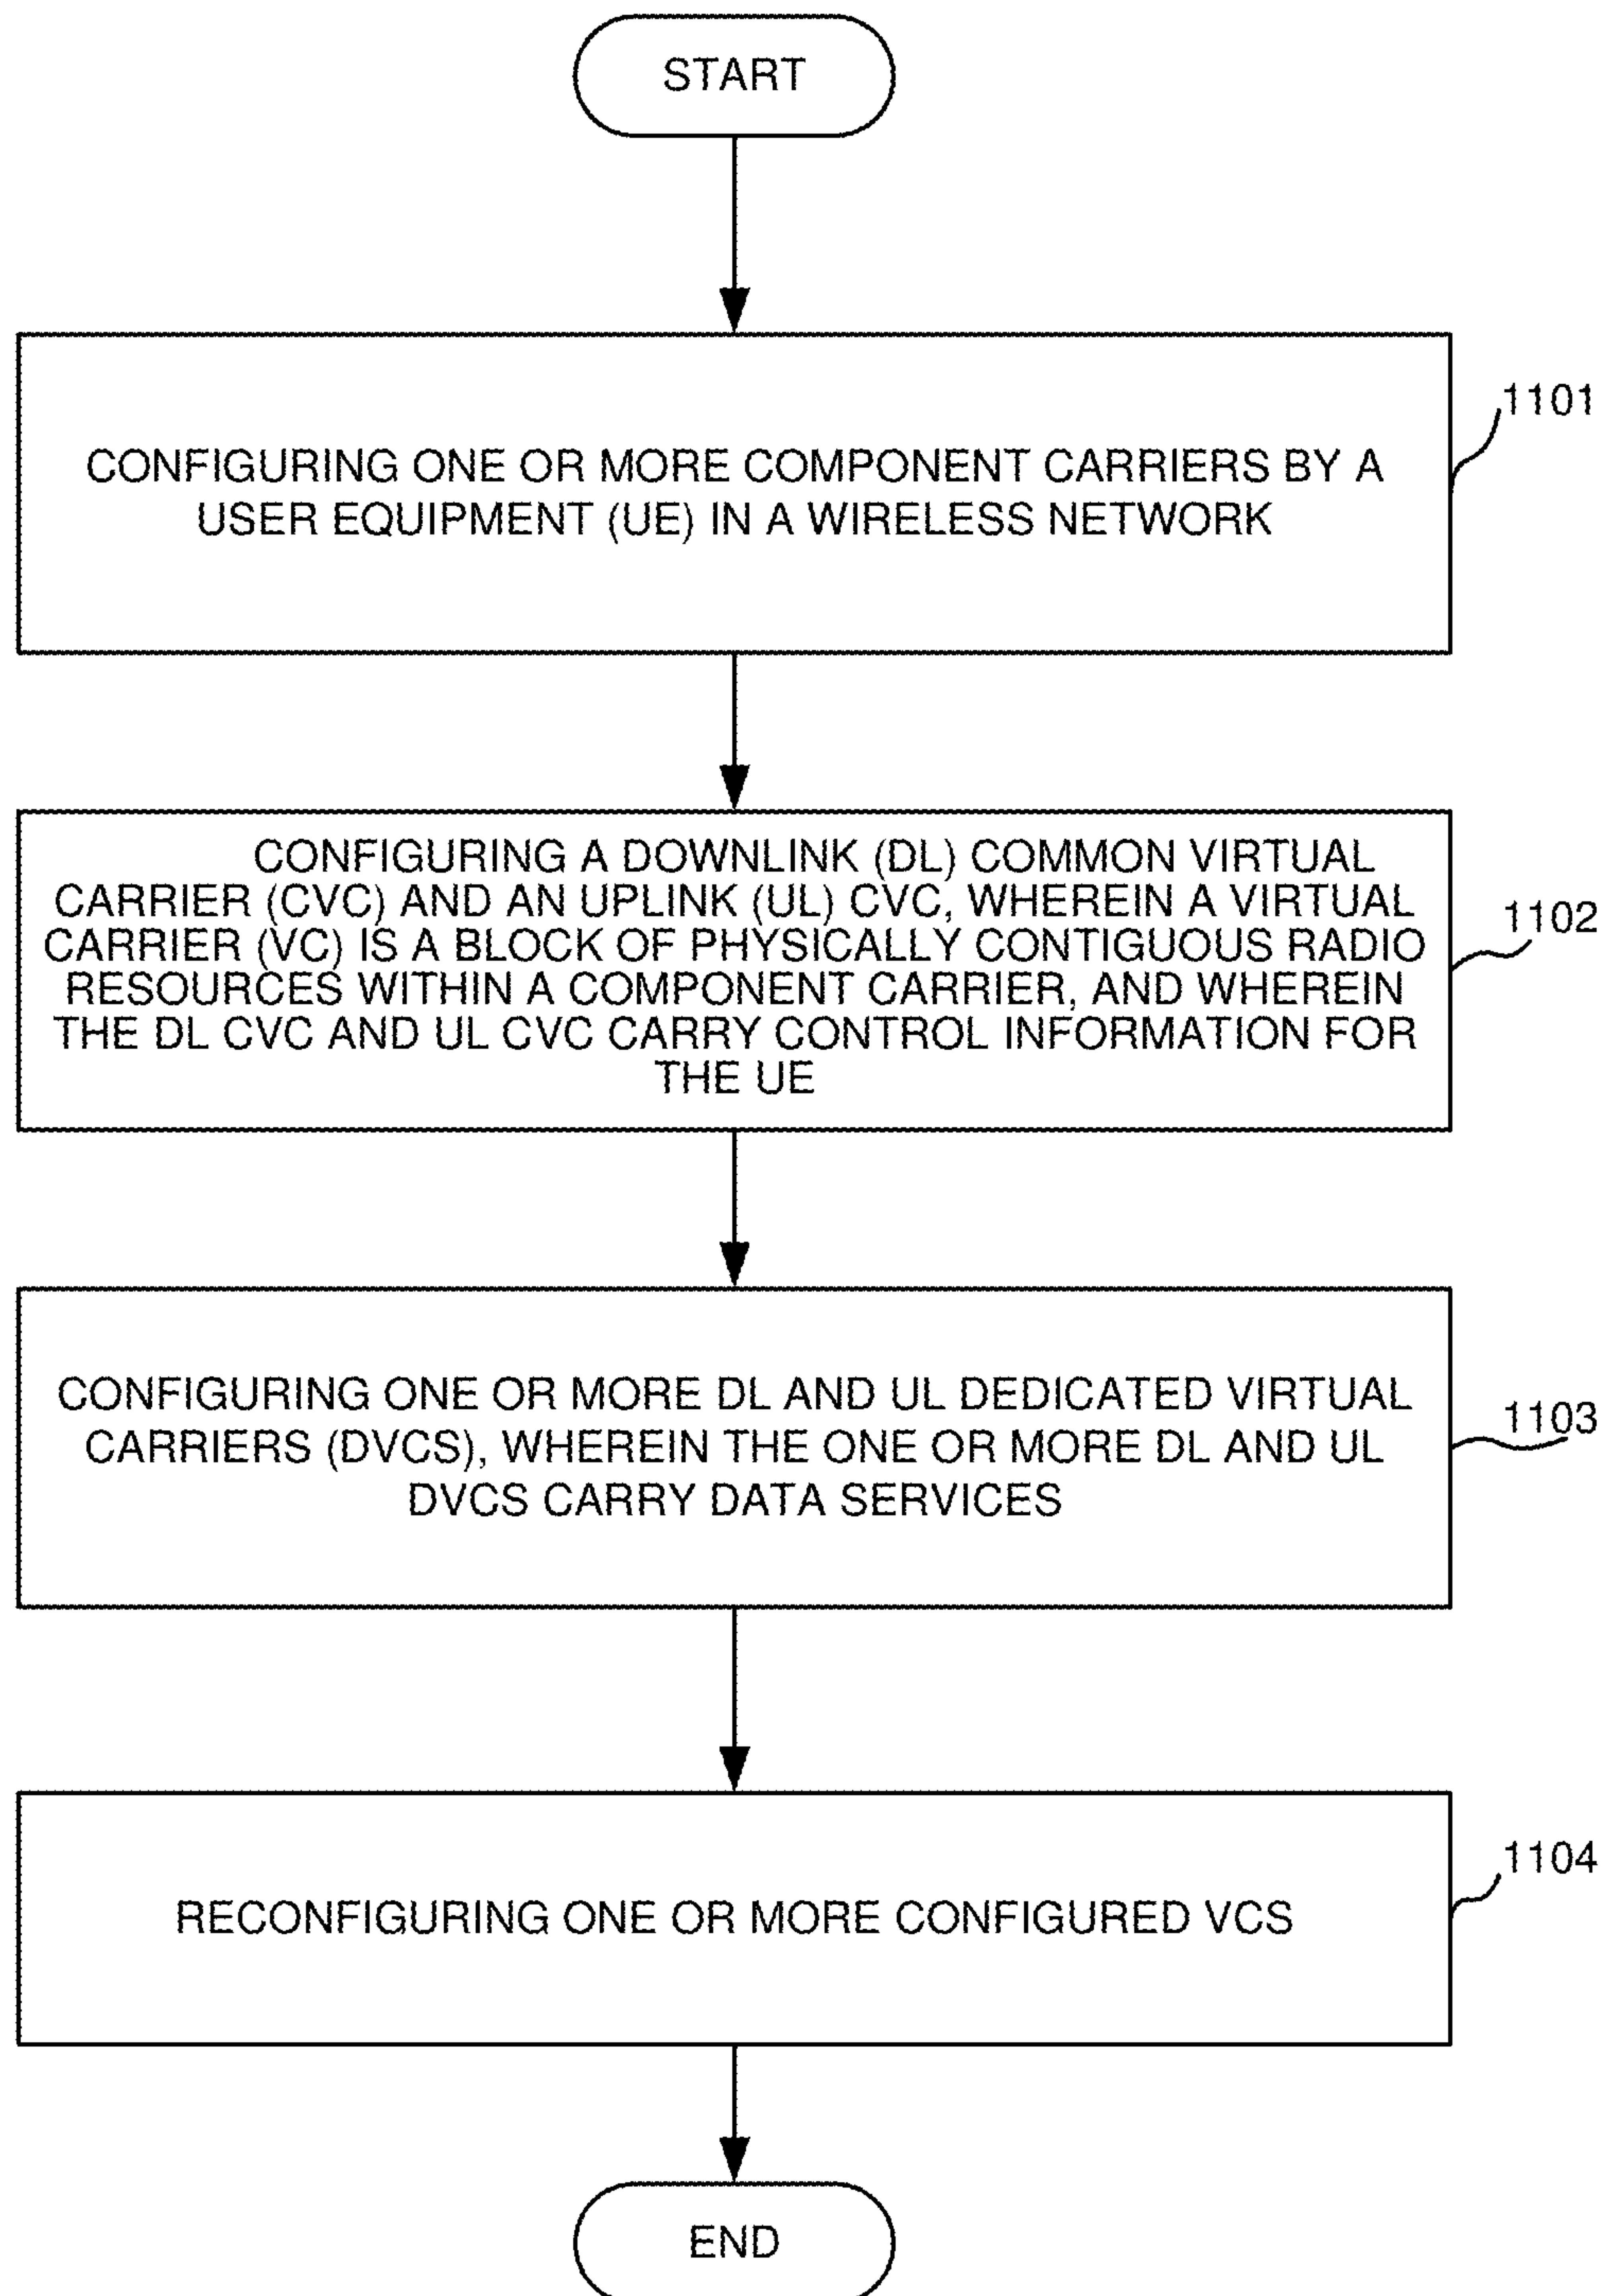 START
CONFIGURING ONE OR MORE COMPONENT CARRIERS BY A
USER EQUIPMENT (UE) IN A WIRELESS NETWORK
1101
CONFIGURING A DOWNLINK (DL) COMMON VIRTUAL
CARRIER (CVC) AND AN UPLINK (UL) CVC, WHEREIN A VIRTUAL
CARRIER (VC) IS A BLOCK OF PHYSICALLY CONTIGUOUS RADIO
RESOURCES WITHIN A COMPONENT CARRIER, AND WHEREIN
THE DL CVC AND UL CVC CARRY CONTROL INFORMATION FOR
THE UE
1102
CONFIGURING ONE OR MORE DL AND UL DEDICATED VIRTUAL
CARRIERS (DVCS), WHEREIN THE ONE OR MORE DL AND UL
DVCS CARRY DATA SERVICES
1103
RECONFIGURING ONE OR MORE CONFIGURED VCS
1104
END